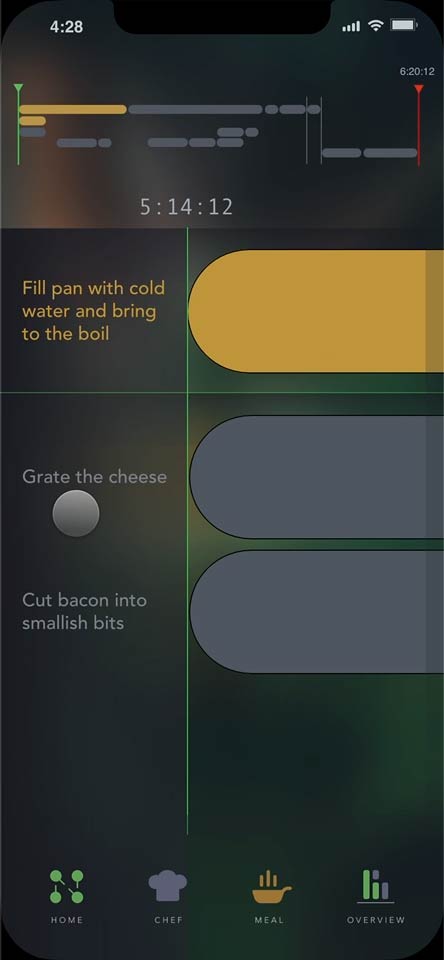 4:28
6:20:12
5:14:12
Fill pan with cold
water and bring
to the boil
Grate the cheese
Cut bacon into
smallish bits
HOME CHEF MEAL OVERVIEW